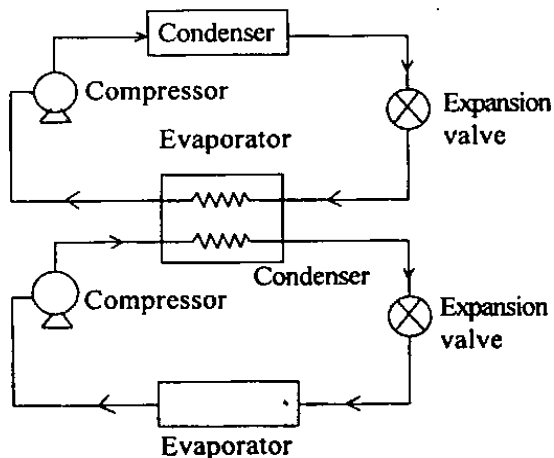 Condenser
Compressor
Expansion
valve
Evaporator
Condenser
Compressor
Expansion
valve
Evaporator